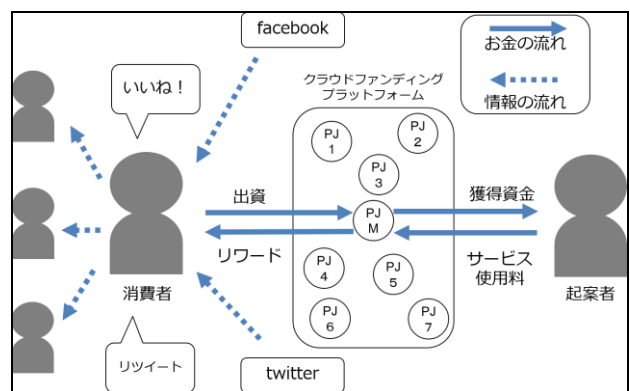 facebook
お金の流れ
情報の流れ
いいね！
クラウドファンディング
プラットフォーム
PJ
1
PJ
2
PJ
3
出資
PJ
M
獲得資金
リワード
サービス
使用料
PJ
4
PJ
5
消費者
起案者
PJ
6
PJ
7
リツイート
twitter